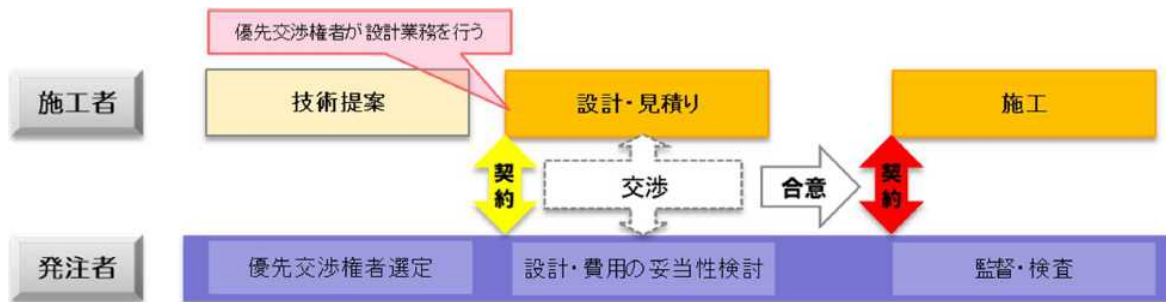 優先交渉権者が設計業務を行う
施工者
技術提案
設計・見積り
施工
契約
交渉
合意
契約
発注者
優先交渉権者選定
設計・費用の妥当性検討
監督・検査